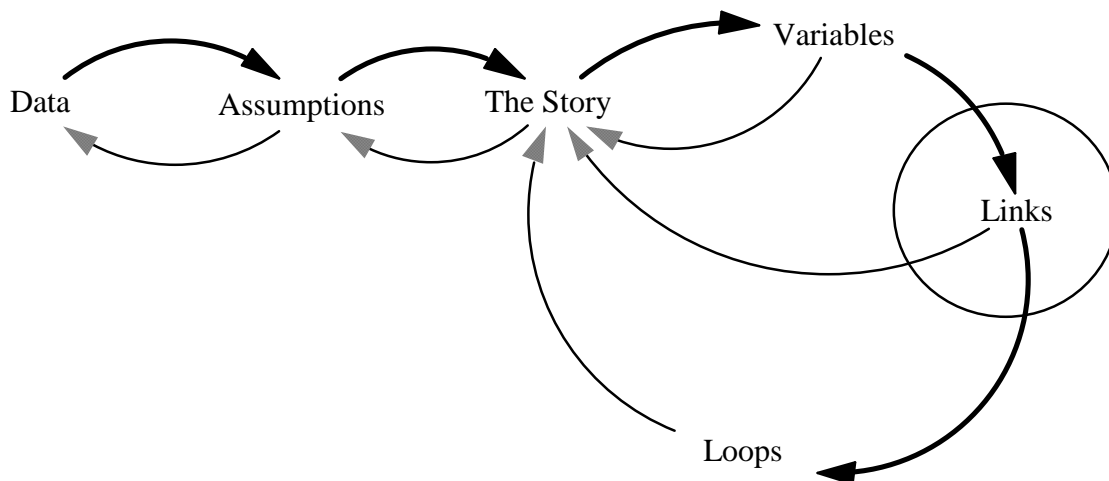 Variables
Data
Assumptions
The Story
Links
Loops